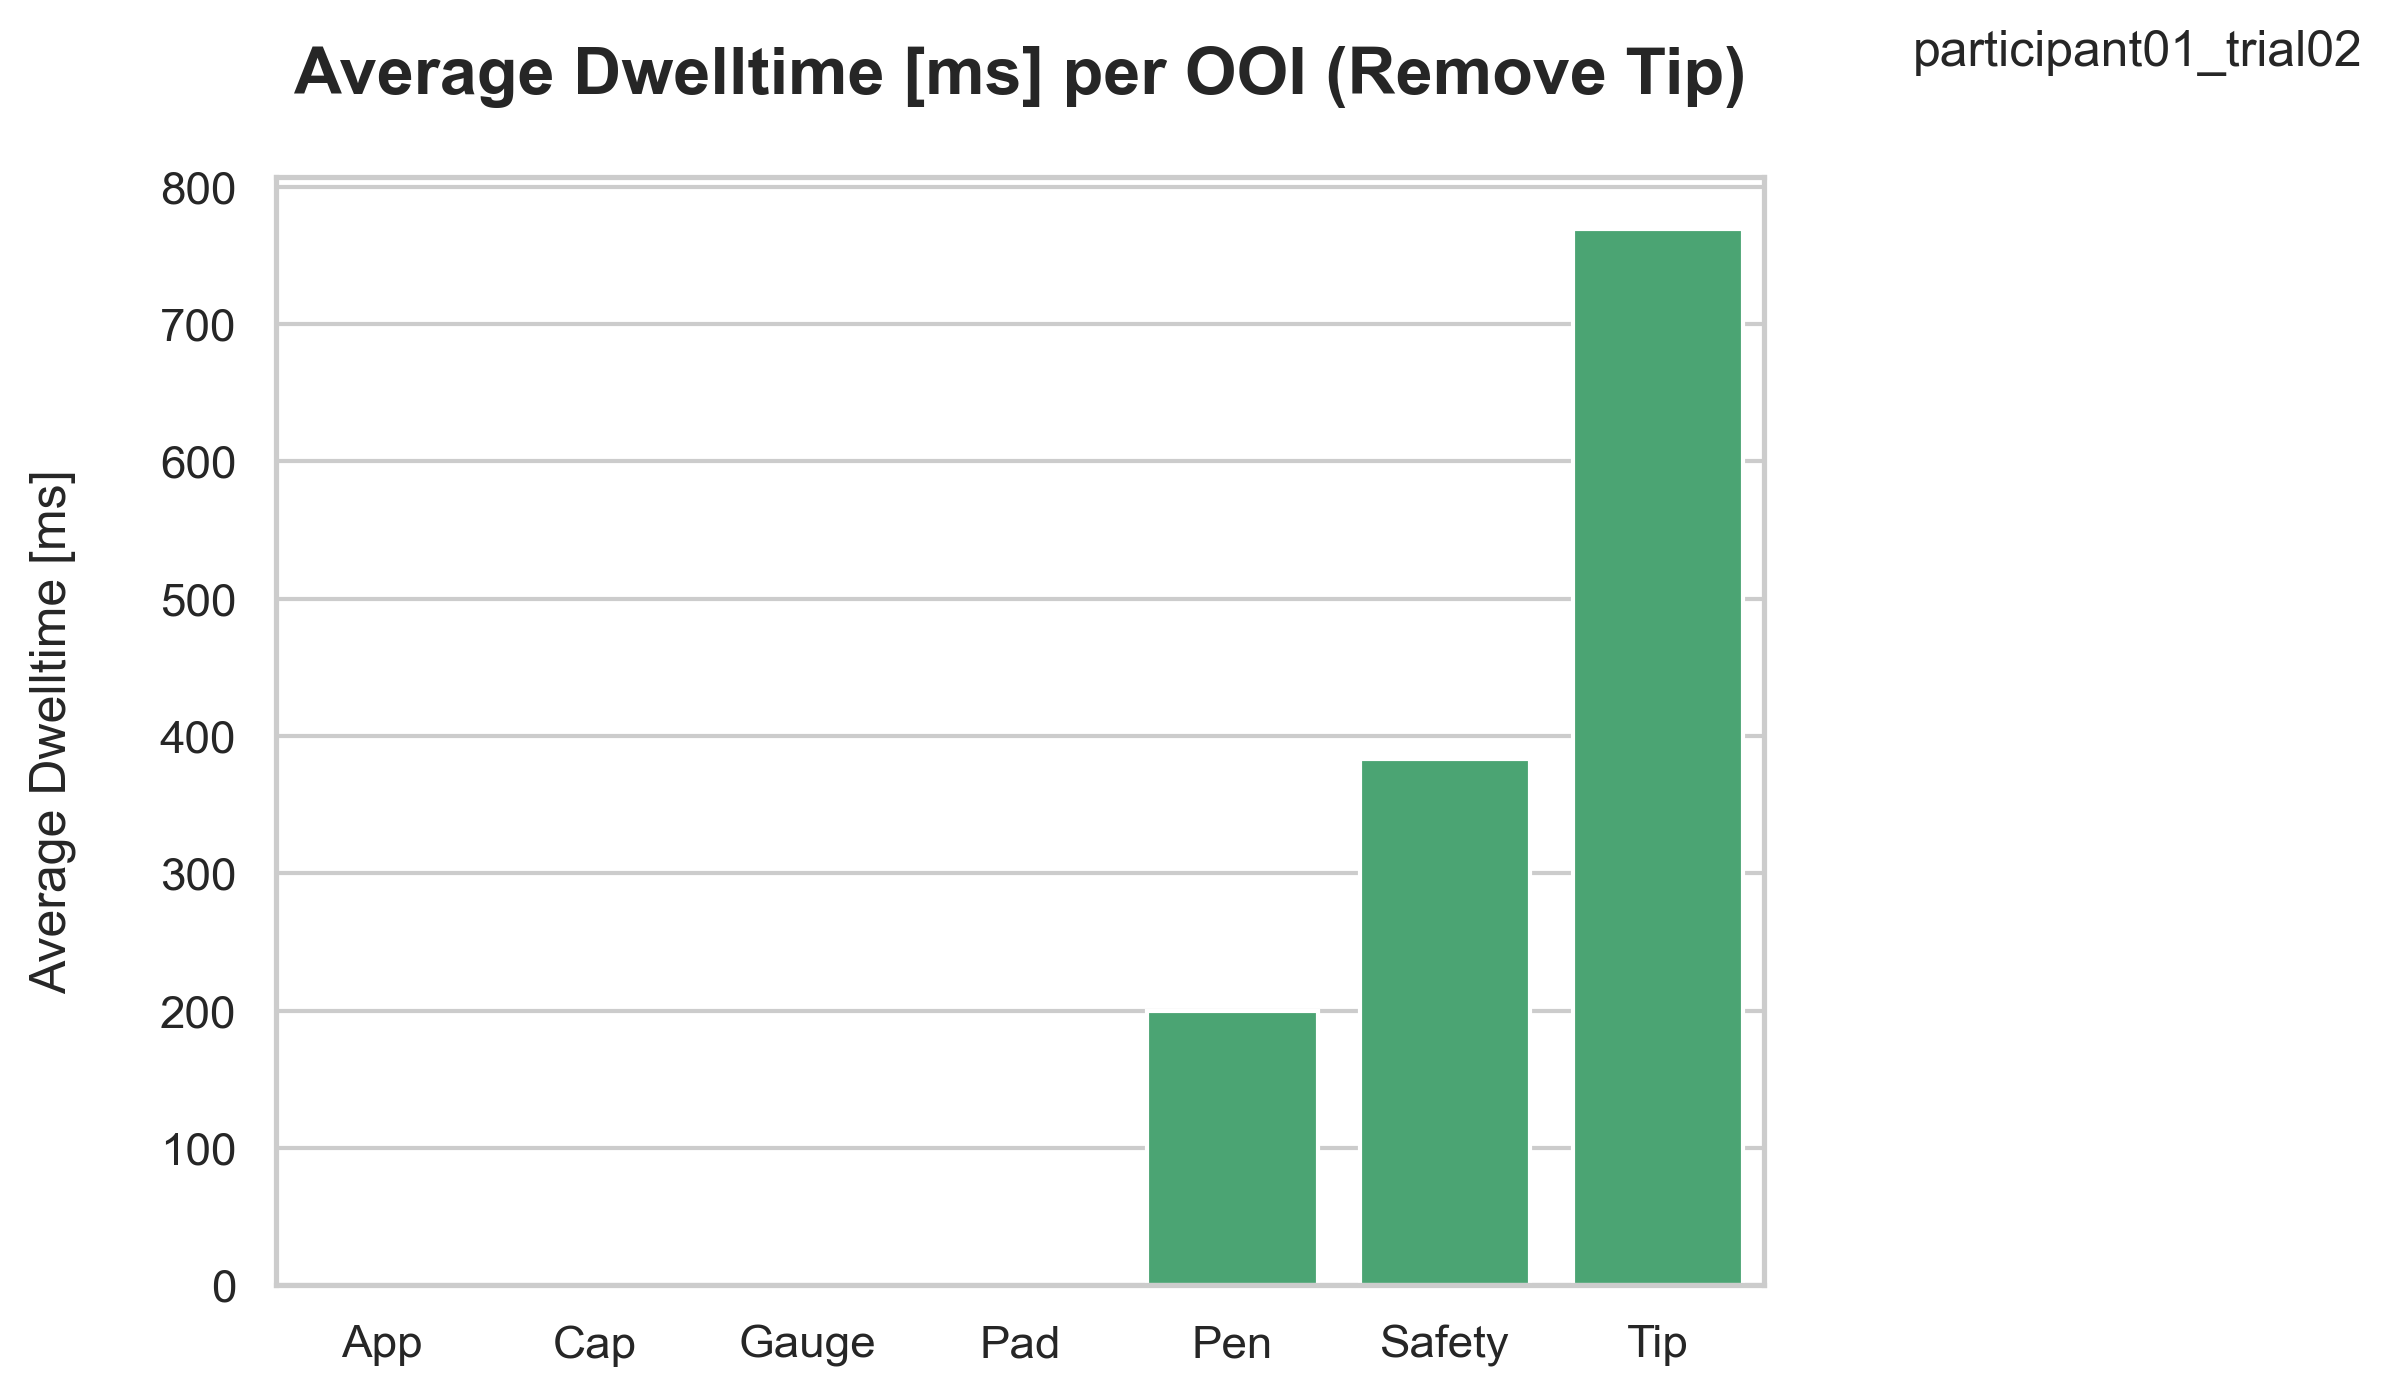 Average Dwelltime [ms] per OOI (Remove Tip)
participant01_trial02
Average Dwelltime [ms]
800
700
600
500
400
300
200
100
0
App Cap Gauge Pad Pen Safety Tip